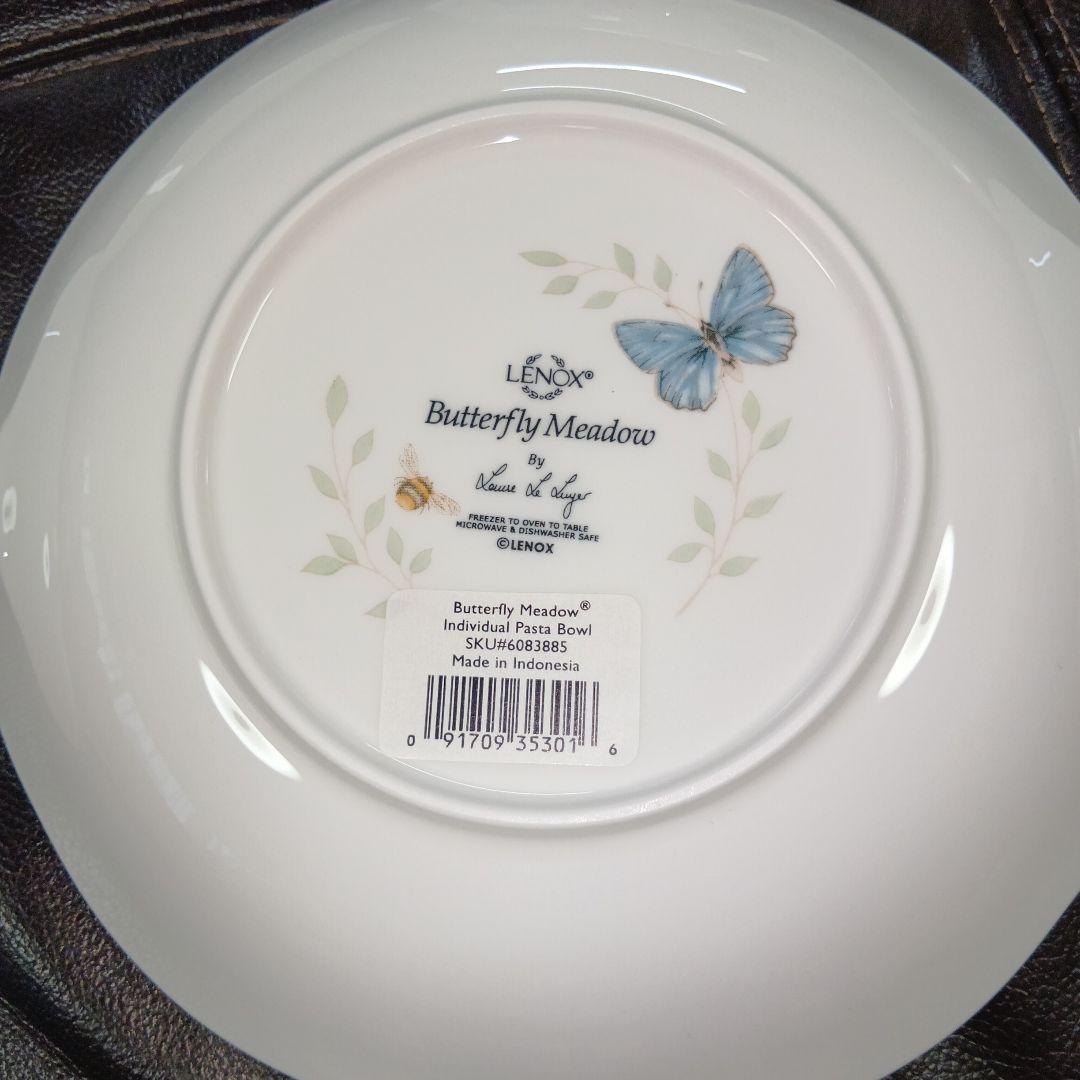 LENOX®
Butterfly Meadow
By
Louise Le Luyer
FREEZER TO OVEN TO TABLE
MICROWAVE & DISHWASHER SAFE
©LENOX
Butterfly Meadow®
Individual Pasta Bowl
SKU#6083885
Made in Indonesia
0 91709 35301 6